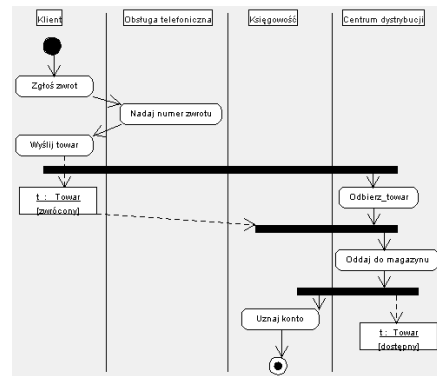 Klient
Obsługa telefoniczna
Księgowość
Centrum dystrybucji
Zgłoś zwrot
Nadaj numer zwrotu
Wyślij towar
t : Towar
[zwrócony]
Odbierz_towar
Oddaj do magazynu
Uznaj konto
t : Towar
[dostępny]